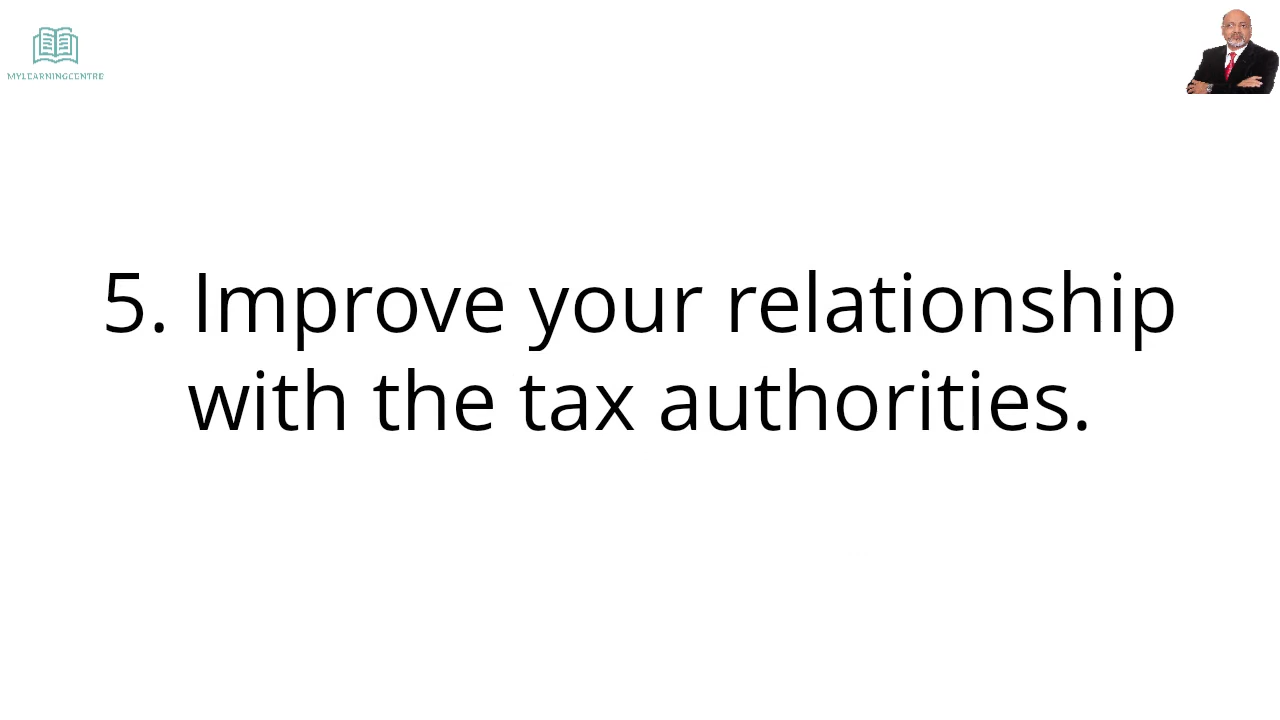 MYLEARNINGCENTRE
5. Improve your relationship
with the tax authorities.